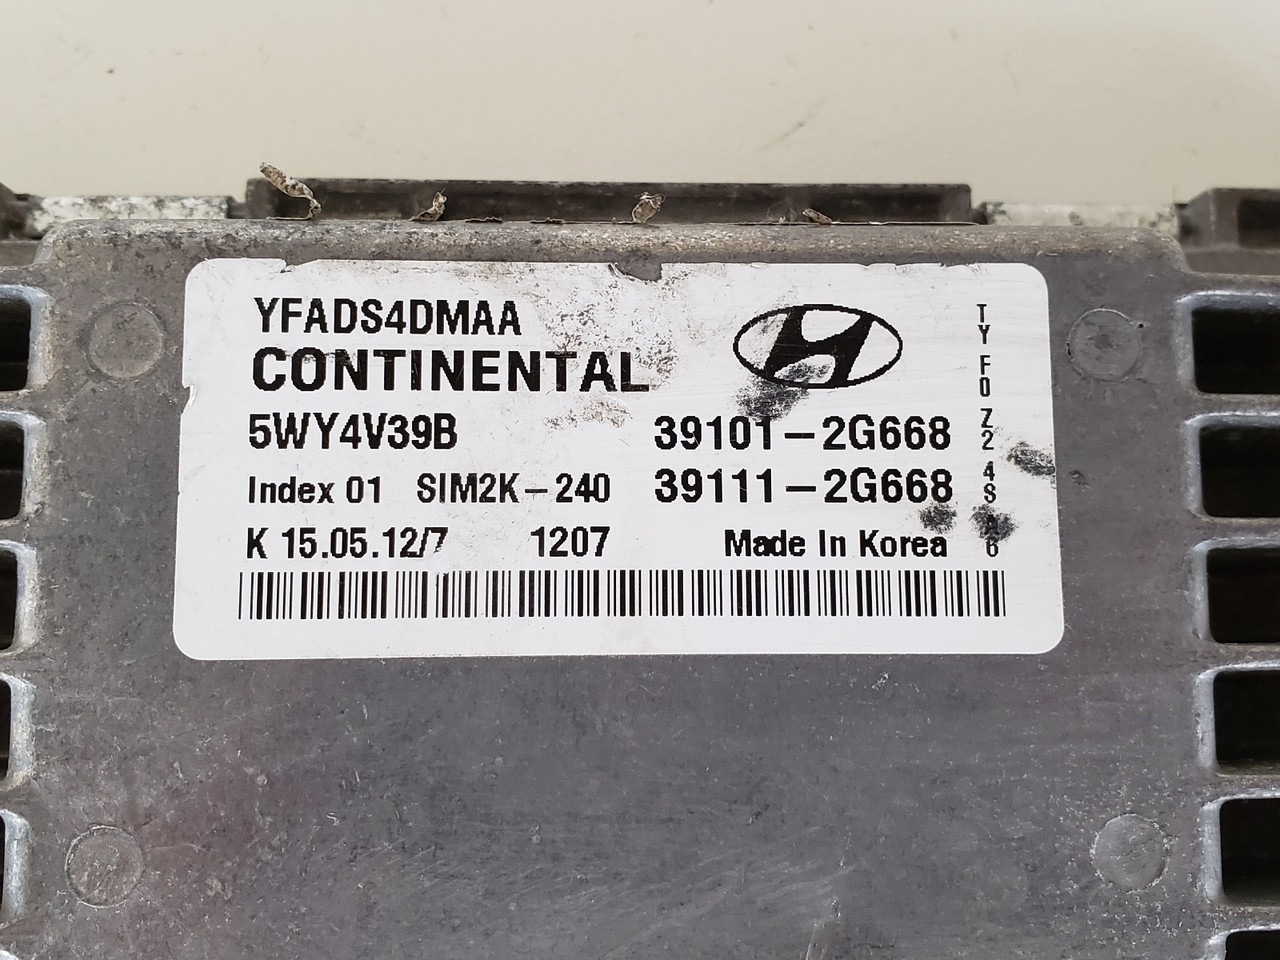 YFADS4DMAA
CONTINENTAL
5WY4V39B 39101-2G668
Index 01 SIM2K-240 39111-2G668
K 15.05.12/7 1207 Made In Korea
TY F0 Z2 4S